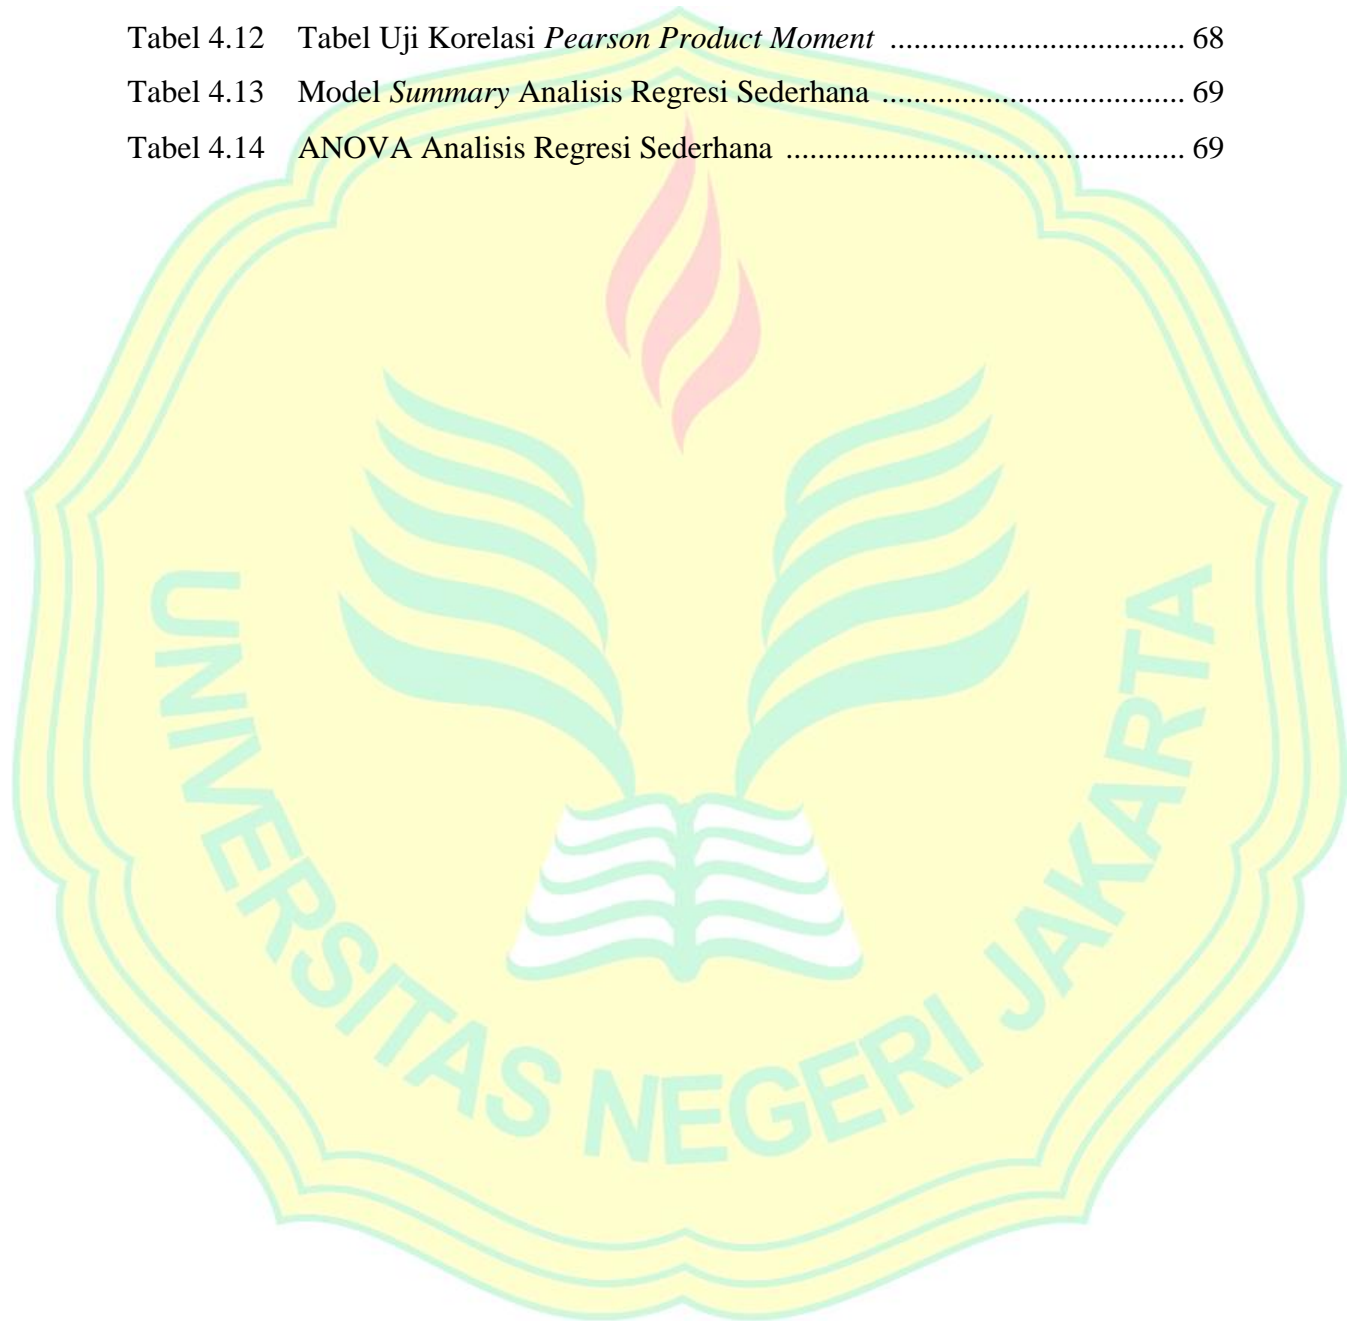 Tabel 4.12 Tabel Uji Korelasi Pearson Product Moment ..................................... 68
Tabel 4.13 Model Summary Analisis Regresi Sederhana ...................................... 69
Tabel 4.14 ANOVA Analisis Regresi Sederhana .................................................. 69
UNIVERSITAS NEGERI JAKARTA